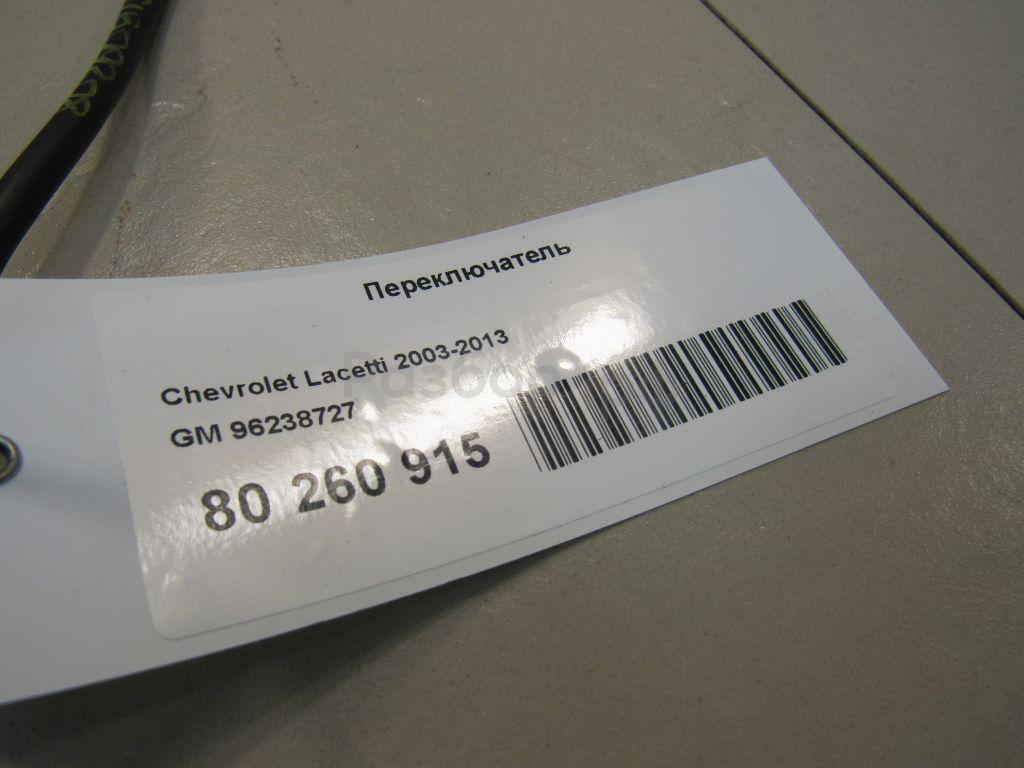 Переключатель
Chevrolet Lacetti 2003-2013
GM 96238727
80 260 915